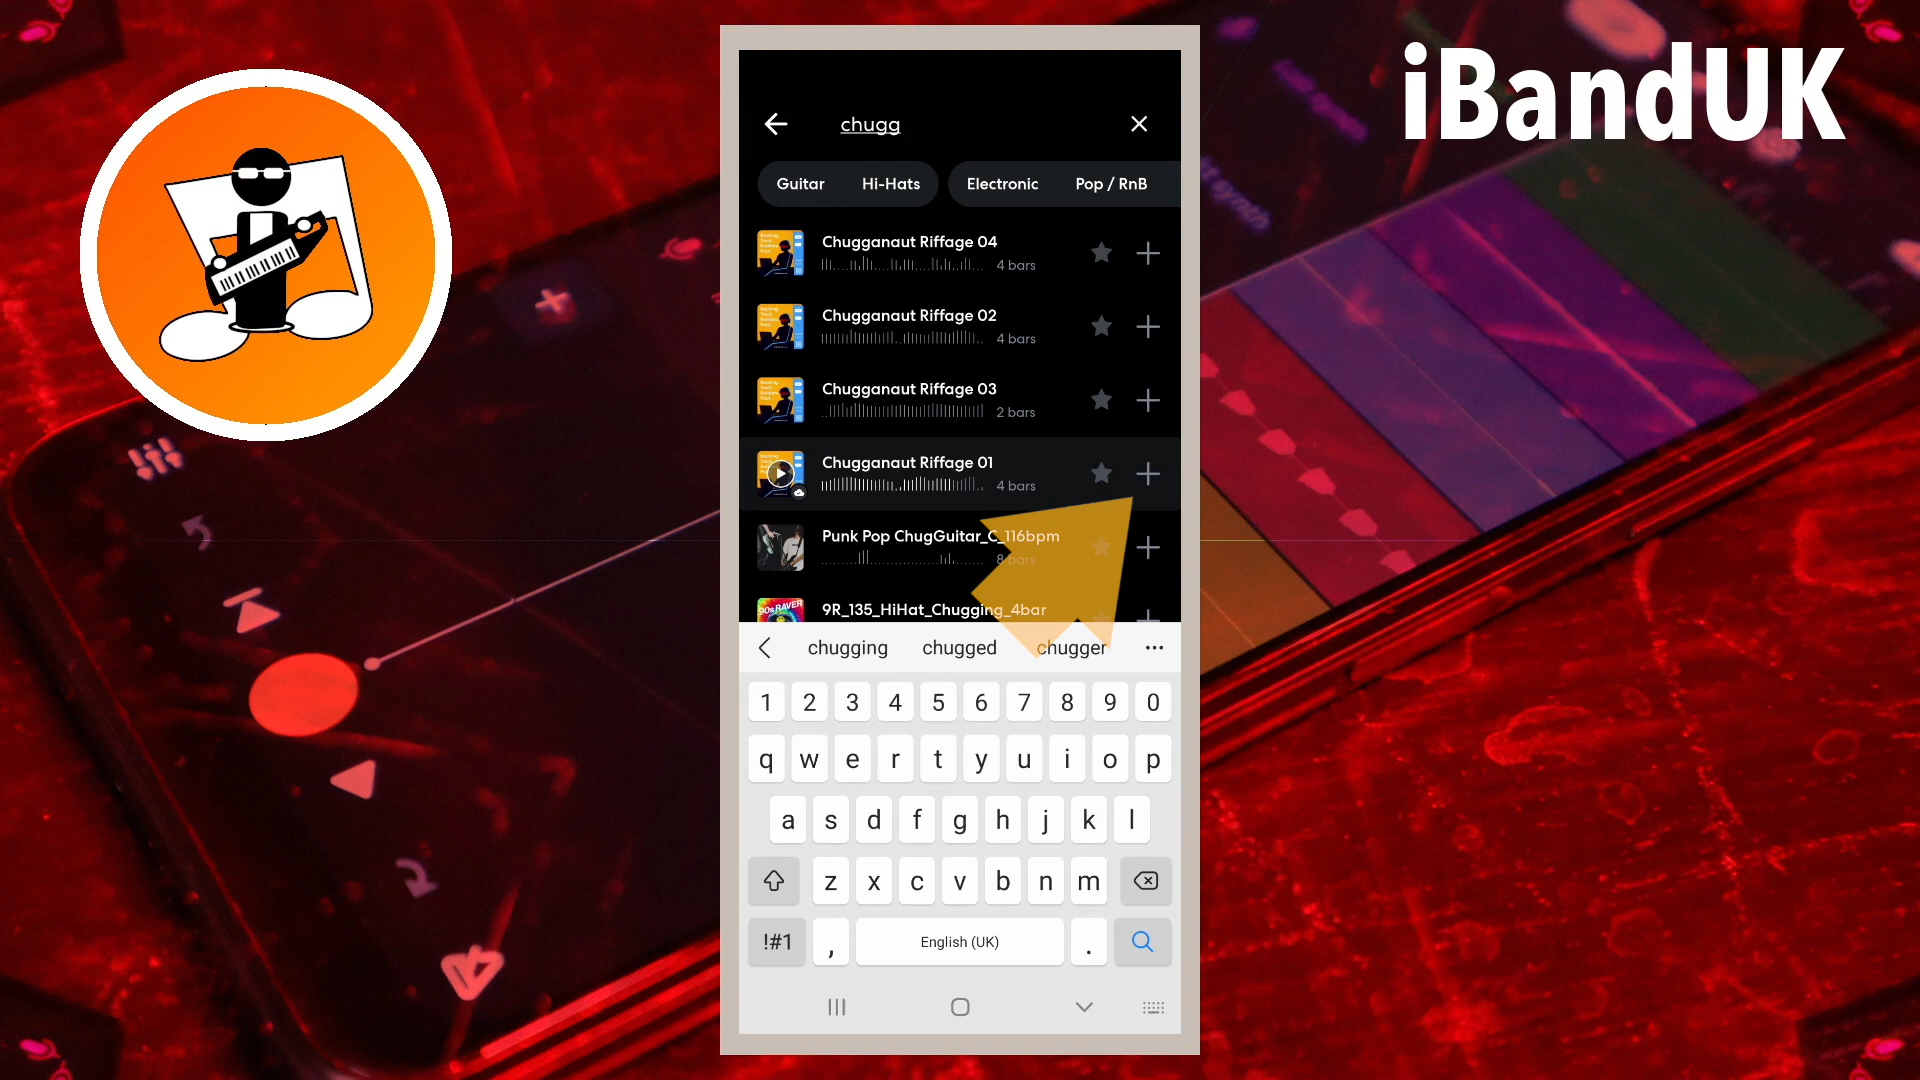 iBandUK
chugg
Guitar Hi-Hats Electronic Pop / RnB
Chugganaut Riffage 04
4 bars
Chugganaut Riffage 02
4 bars
Chugganaut Riffage 03
2 bars
Chugganaut Riffage 01
4 bars
Punk Pop ChugGuitar_C_116bpm
8 bars
90s RAVER
9R_135_HiHat_Chugging_4bar
chugging chugged chugger
1 2 3 4 5 6 7 8 9 0
q w e r t y u i o p
a s d f g h j k l
z x c v b n m
!#1 , English (UK) .